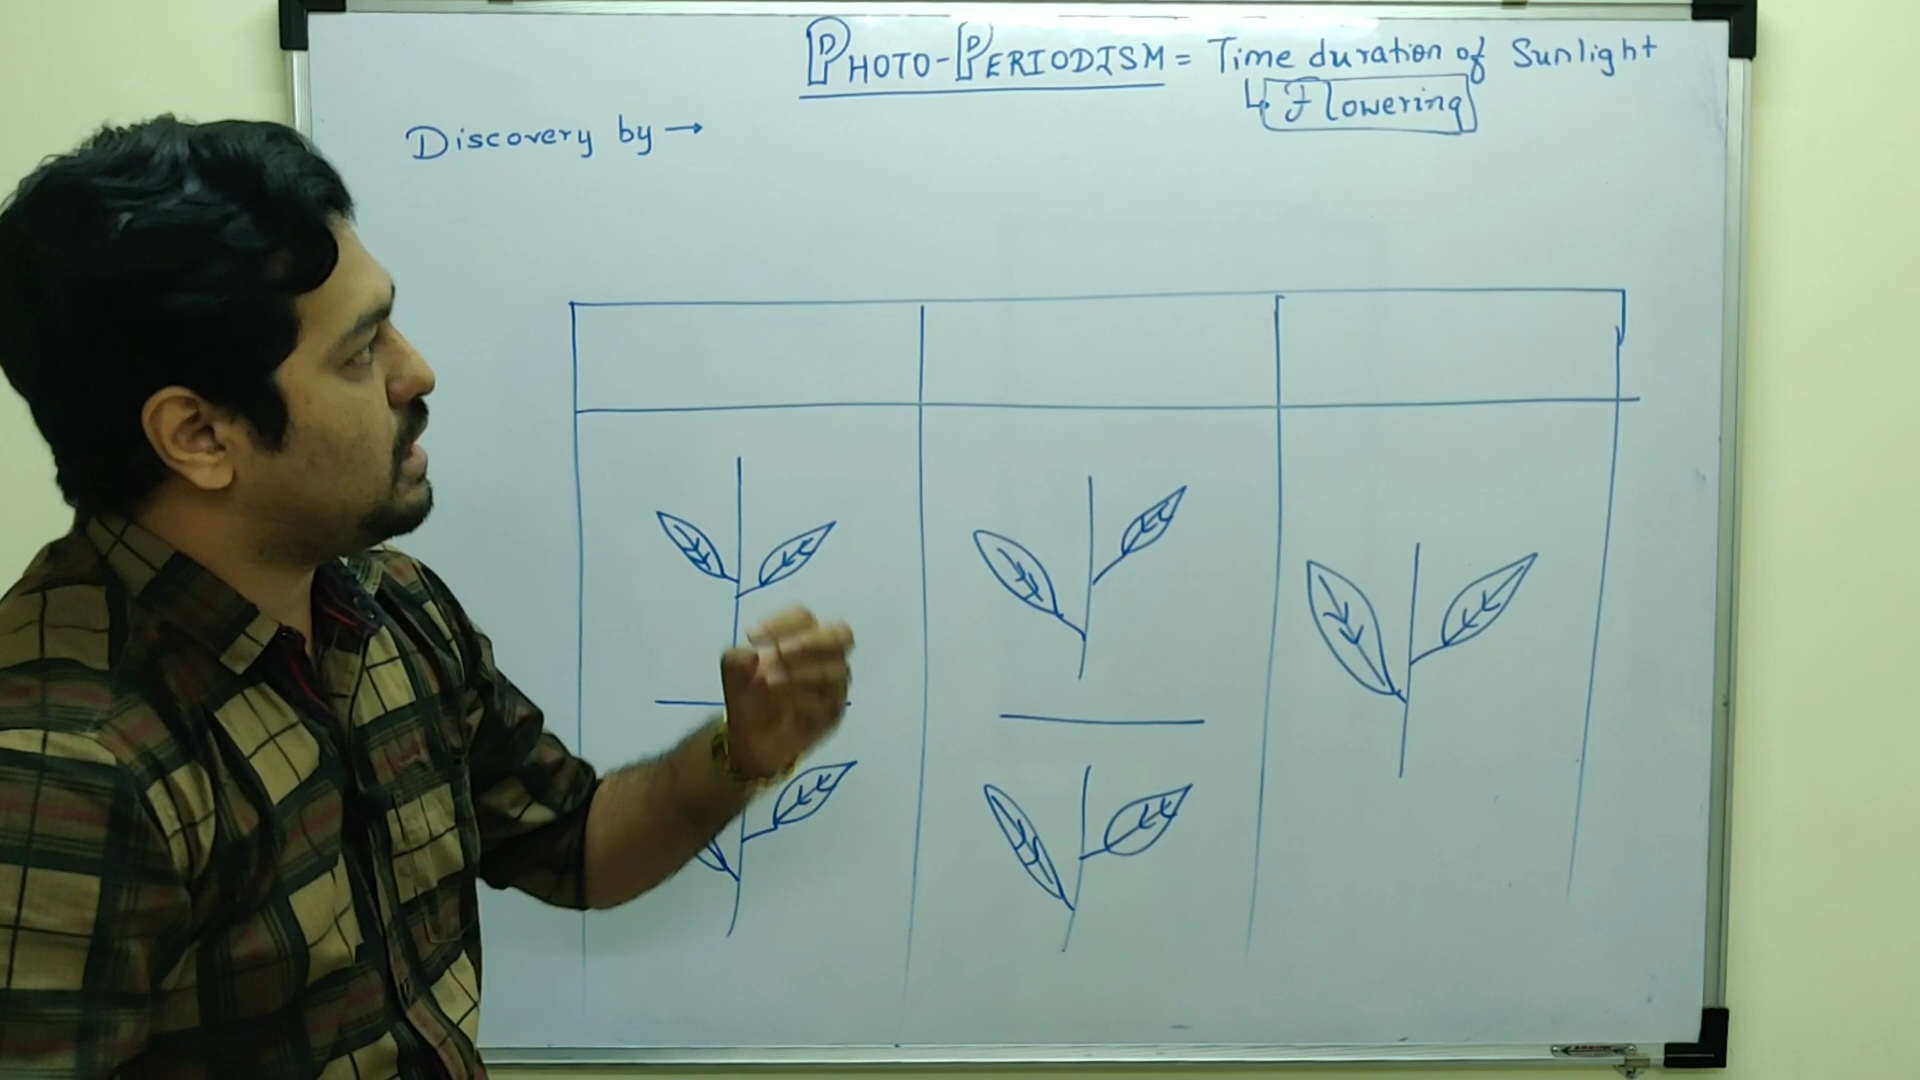 PHOTO-PERIODISM = Time duration of Sunlight
↳ Flowering
Discovery by →